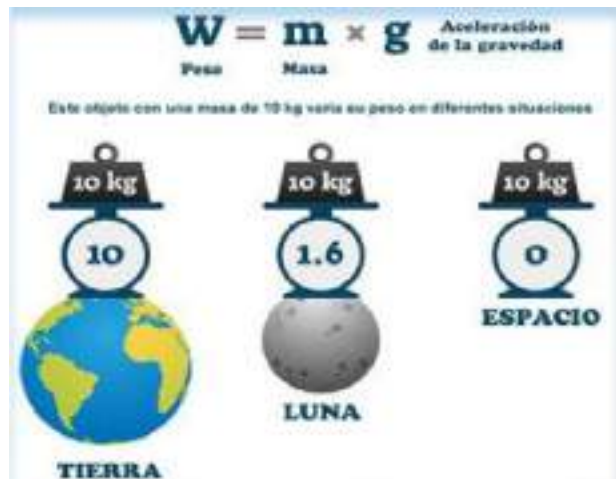 W = m × g Aceleración
de la gravedad
Peso Masa
Este objeto con una masa de 10 kg varia su peso en diferentes situaciones
10 kg 10 kg 10 kg
10 1.6 0
ESPACIO
LUNA
TIERRA